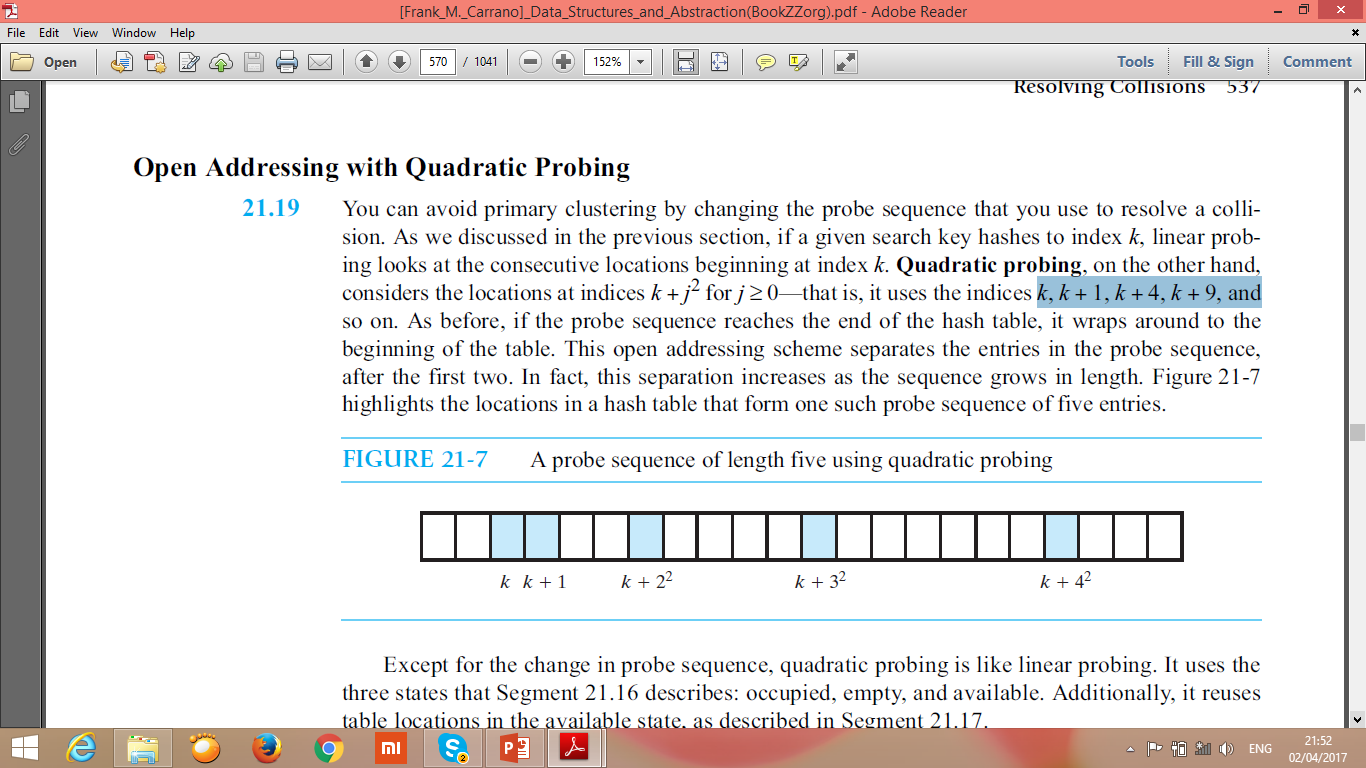 [Frank_M._Carrano]_Data_Structures_and_Abstraction(BookZZorg).pdf - Adobe Reader
File Edit View Window Help
Open 570 / 1041 152% Tools Fill & Sign Comment
Resolving Collisions 537
Open Addressing with Quadratic Probing
21.19 You can avoid primary clustering by changing the probe sequence that you use to resolve a colli-
sion. As we discussed in the previous section, if a given search key hashes to index k, linear prob-
ing looks at the consecutive locations beginning at index k. Quadratic probing, on the other hand,
considers the locations at indices k + j² for j ≥ 0—that is, it uses the indices k, k + 1, k + 4, k + 9, and
so on. As before, if the probe sequence reaches the end of the hash table, it wraps around to the
beginning of the table. This open addressing scheme separates the entries in the probe sequence,
after the first two. In fact, this separation increases as the sequence grows in length. Figure 21-7
highlights the locations in a hash table that form one such probe sequence of five entries.
FIGURE 21-7 A probe sequence of length five using quadratic probing
k k + 1 k + 2² k + 3² k + 4²
Except for the change in probe sequence, quadratic probing is like linear probing. It uses the
three states that Segment 21.16 describes: occupied, empty, and available. Additionally, it reuses
table locations in the available state, as described in Segment 21.17.
mi S 2 P ENG 21:52
02/04/2017